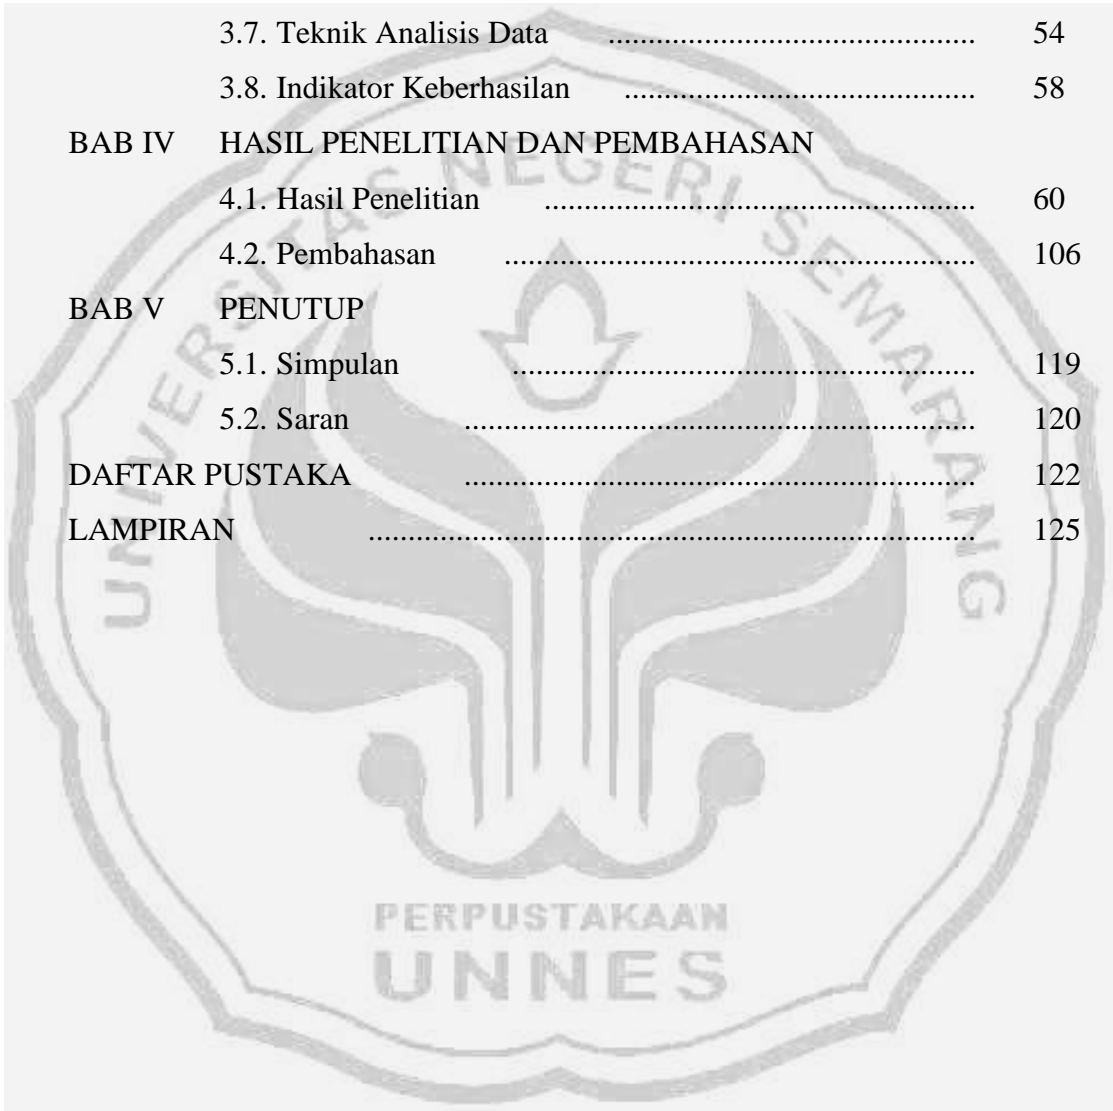 3.7. Teknik Analisis Data .............................................. 54
3.8. Indikator Keberhasilan ............................................ 58
BAB IV HASIL PENELITIAN DAN PEMBAHASAN
4.1. Hasil Penelitian ...................................................... 60
4.2. Pembahasan ........................................................... 106
BAB V PENUTUP
5.1. Simpulan .......................................................... 119
5.2. Saran ................................................................ 120
DAFTAR PUSTAKA ................................................................ 122
LAMPIRAN ............................................................................ 125
UNIVERSITAS NEGERI SEMARANG
PERPUSTAKAAN
UNNES